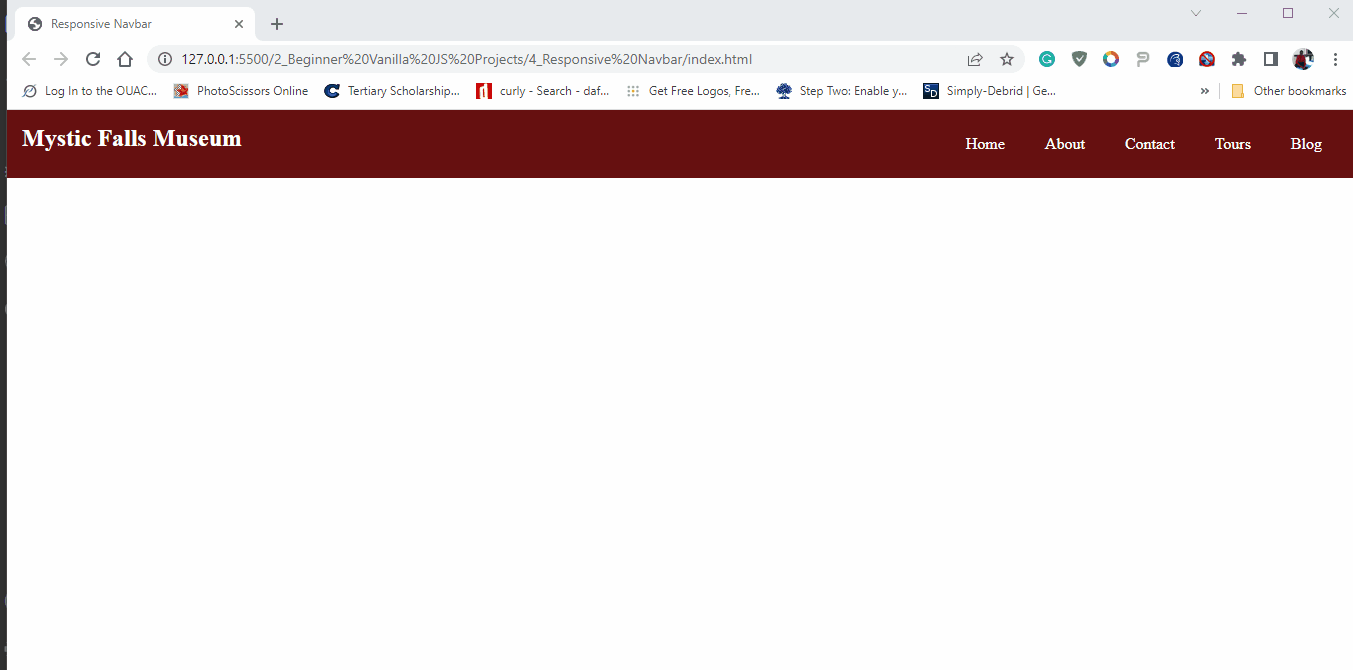 Responsive Navbar
127.0.0.1:5500/2_Beginner%20Vanilla%20JS%20Projects/4_Responsive%20Navbar/index.html
Log In to the OUAC... PhotoScissors Online Tertiary Scholarship... curly - Search - daf... Get Free Logos, Fre... Step Two: Enable y... SD Simply-Debrid | Ge... » Other bookmarks
Mystic Falls Museum Home About Contact Tours Blog